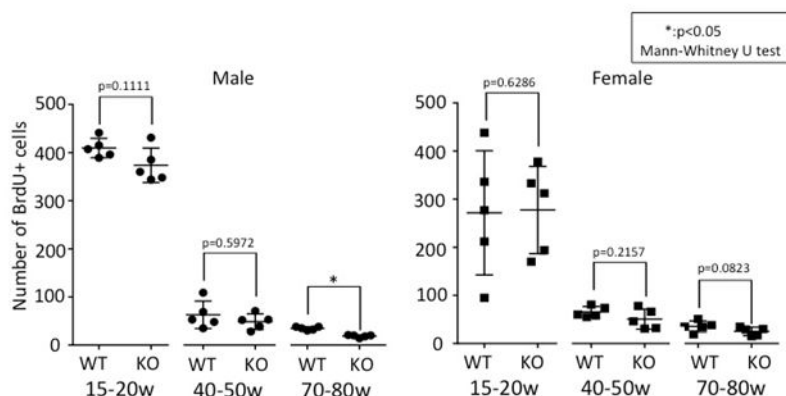 *:p<0.05
Mann-Whitney U test
Male
Female
p=0.1111
p=0.5972
*
p=0.6286
p=0.2157
p=0.0823
Number of BrdU+ cells
500
400
300
200
100
0
500
400
300
200
100
0
WT KO WT KO WT KO
15-20w 40-50w 70-80w
WT KO WT KO WT KO
15-20w 40-50w 70-80w